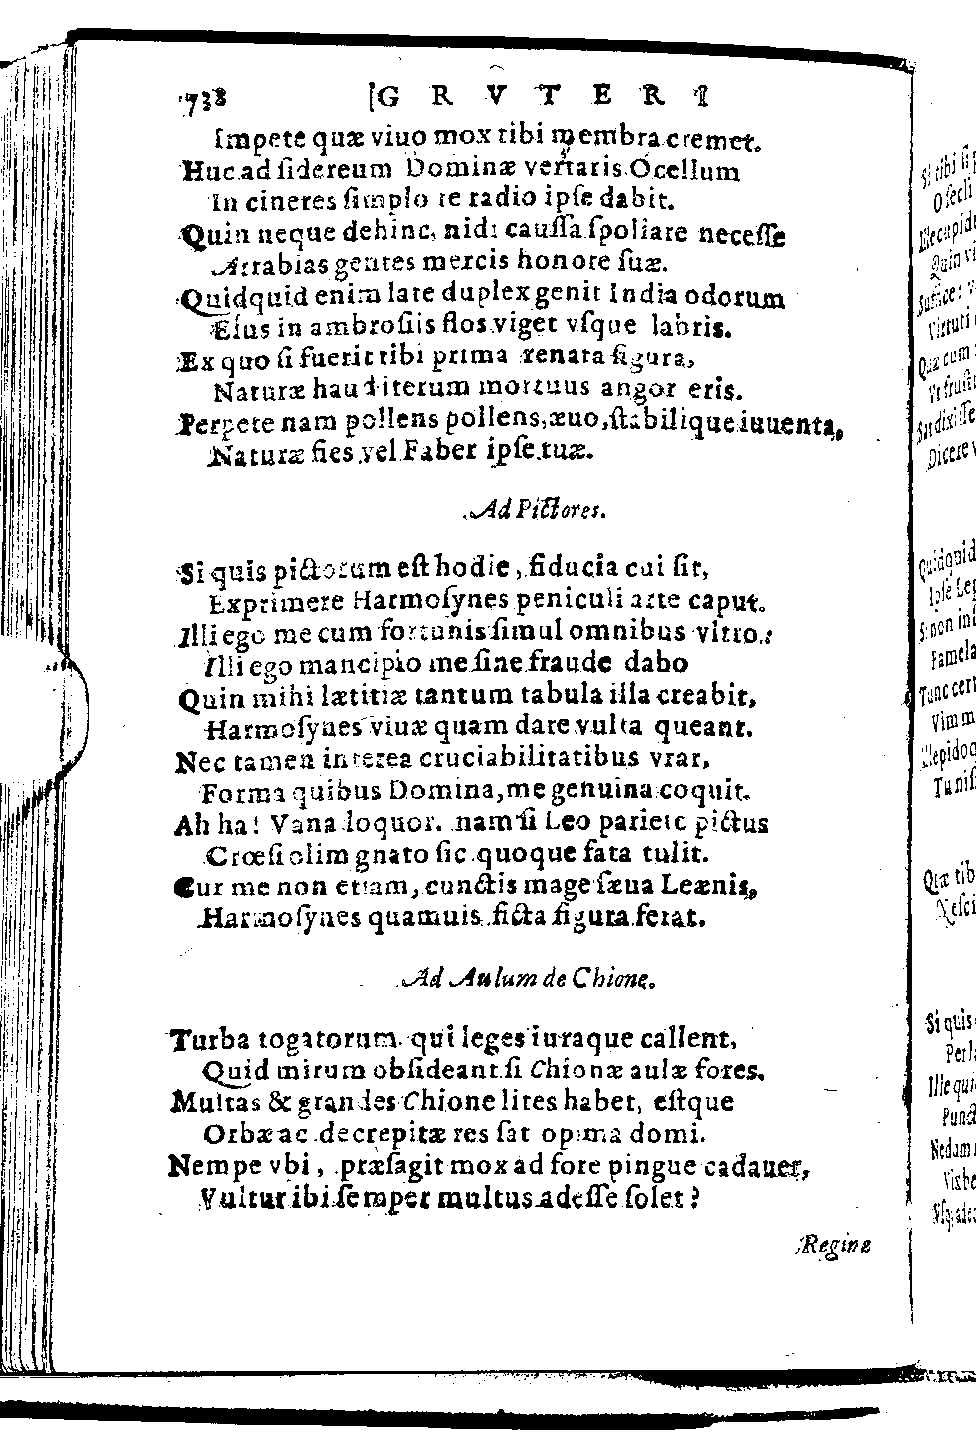 738 GRVTERI
Impete quæ viuo mox tibi membra cremet.
Huc ad ſidereum Dominæ vertaris Ocellum
In cineres ſimplo te radio ipſe dabit.
Quin neque dehinc, nidi cauſſa ſpoliare neceſſe
Arrabias gentes mercis honore ſuæ.
Quidquid enim late duplex genit India odorum
Eius in ambroſiis flos viget vſque labris.
Ex quo ſi fuerit tibi prima renata figura,
Naturæ haud iterum mortuus angor eris.
Perpete nam pollens pollens, æuo, ſtabilique iuuenta,
Naturæ fies vel Faber ipſe tuæ.
Ad Pictores.
Si quis pictorum eſt hodie, fiducia cui ſit,
Exprimere Harmoſynes peniculi arte caput.
Illi ego me cum fortunis ſimul omnibus vltro:
Illi ego mancipio me ſine fraude dabo
Quin mihi lætitiæ tantum tabula illa creabit,
Harmoſynes viuæ quam dare vulta queant.
Nec tamen interea cruciabilitatibus vrar,
Forma quibus Domina, me genuina coquit.
Ah ha! Vana loquor. nam ſi Leo pariete pictus
Crœſi olim gnato ſic quoque fata tulit.
Cur me non etiam, cunctis mage ſæua Leænis,
Harmoſynes quamuis ficta figura ferat.
Ad Aulum de Chione.
Turba togatorum qui leges iuraque callent,
Quid mirum obſideant ſi Chionæ aulæ fores.
Multas & grandes Chione lites habet, eſtque
Orbæ ac decrepitæ res ſat opima domi.
Nempe vbi, præſagit mox ad fore pingue cadauer,
Vultur ibi ſemper multus adeſſe ſolet?
Reginæ